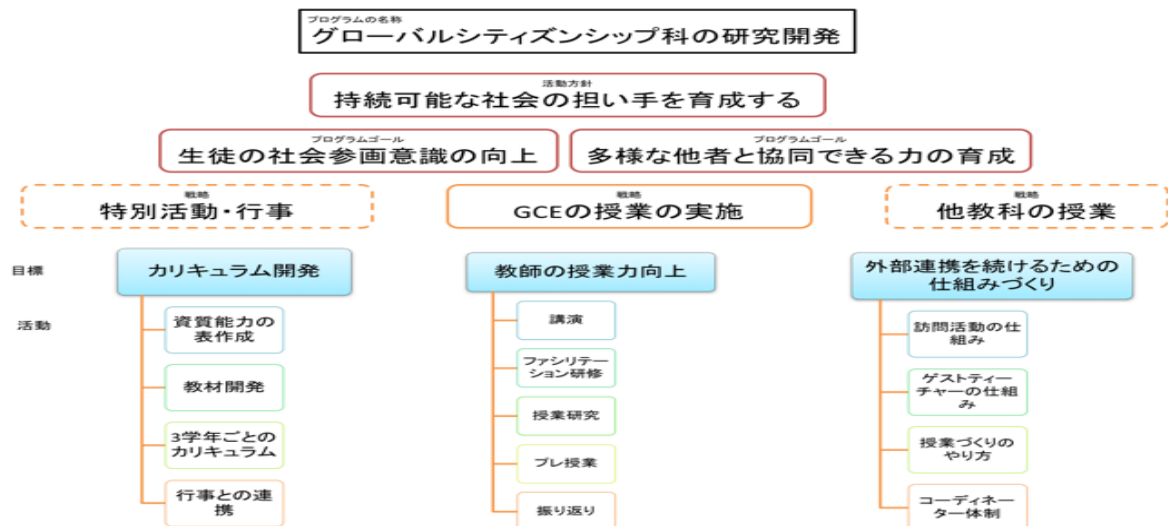 プログラムの名称
グローバルシティズンシップ科の研究開発
活動方針
持続可能な社会の担い手を育成する
プログラムゴール
生徒の社会参画意識の向上
プログラムゴール
多様な他者と協同できる力の育成
戦略
特別活動・行事
戦略
GCEの授業の実施
戦略
他教科の授業
目標
カリキュラム開発
教師の授業力向上
外部連携を続けるための
仕組みづくり
活動
資質能力の
表作成
教材開発
3学年ごとの
カリキュラム
行事との連
携
講演
ファシリテー
ション研修
授業研究
プレ授業
振り返り
訪問活動の仕
組み
ゲストティー
チャーの仕組
み
授業づくりの
やり方
コーディネー
ター体制